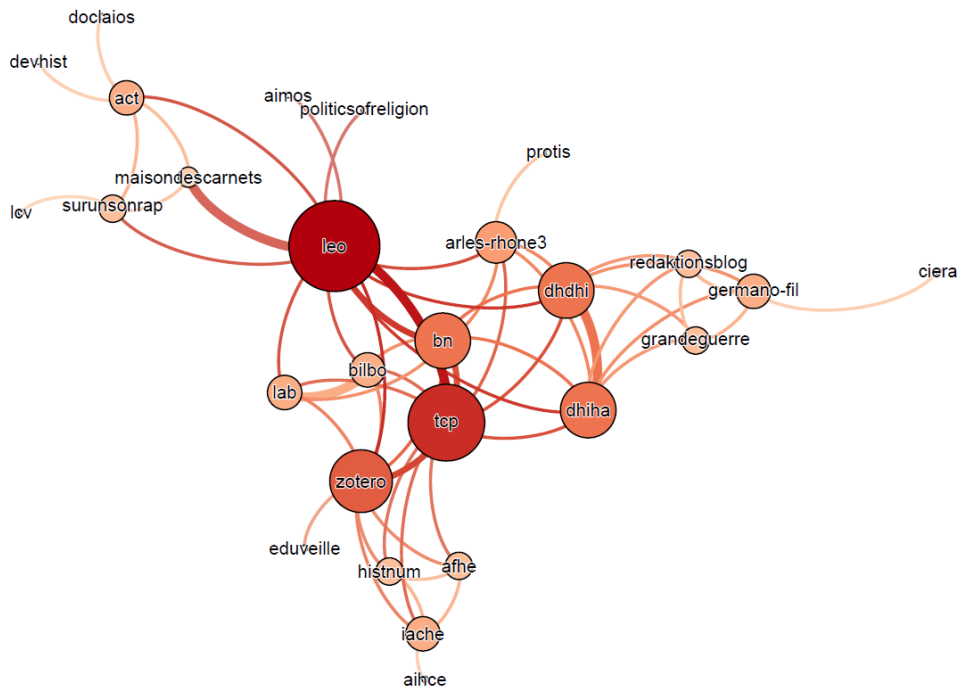 doclaios
devhist
act
aimos
politicsofreligion
protis
maisondescarnets
lcv
surunsonrap
leo
arles-rhone3
redaktionsblog
ciera
dhdhi
germano-fil
bn
grandeguerre
bilbo
lab
dhiha
tcp
zotero
eduveille
histnum
afhe
iache
aihce